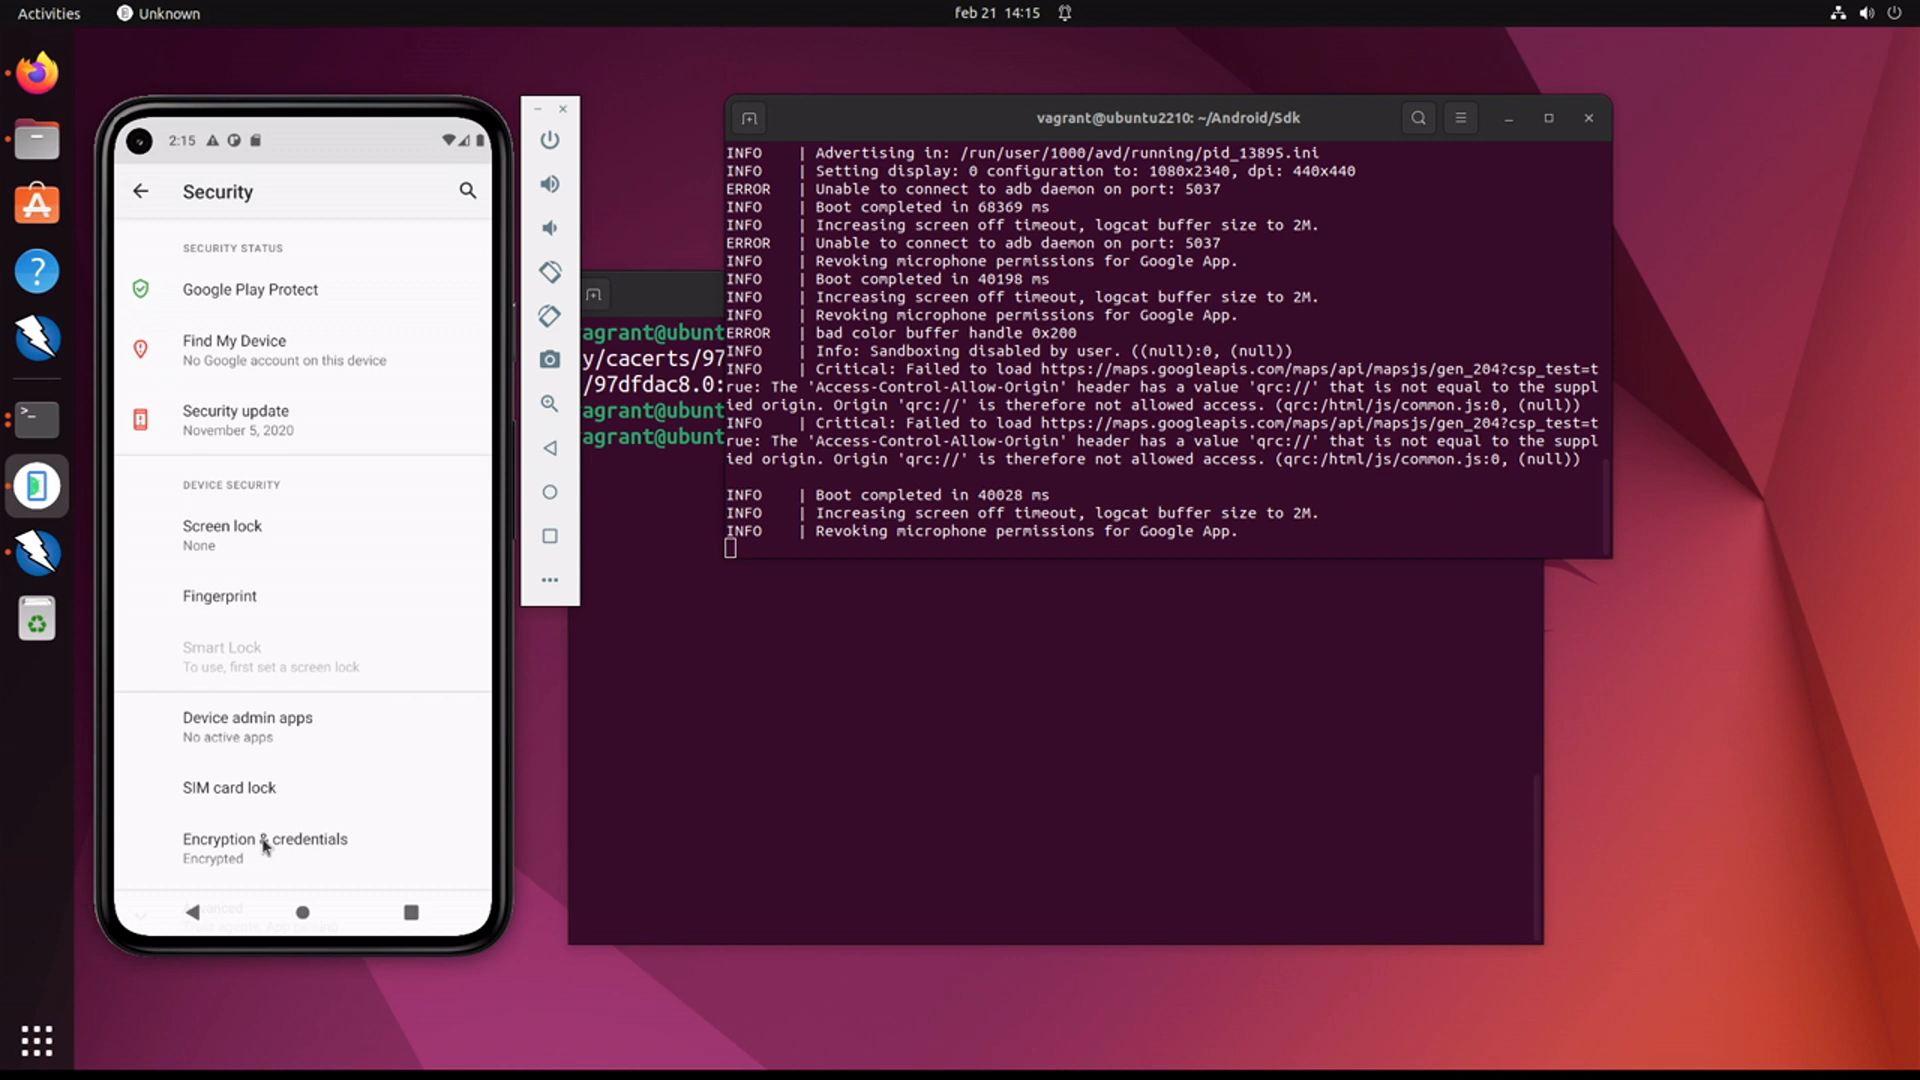 Activities
Unknown
feb 21 14:15
2:15
Security
SECURITY STATUS
Google Play Protect
Find My Device
No Google account on this device
Security update
November 5, 2020
DEVICE SECURITY
Screen lock
None
Fingerprint
Smart Lock
To use, first set a screen lock
Device admin apps
No active apps
SIM card lock
Encryption & credentials
Encrypted
Advanced
agrant@ubunt
y/cacerts/97
/97dfdac8.0:
agrant@ubunt
agrant@ubunt
vagrant@ubuntu2210: ~/Android/Sdk
INFO | Advertising in: /run/user/1000/avd/running/pid_13895.ini
INFO | Setting display: 0 configuration to: 1080x2340, dpi: 440x440
ERROR | Unable to connect to adb daemon on port: 5037
INFO | Boot completed in 68369 ms
INFO | Increasing screen off timeout, logcat buffer size to 2M.
ERROR | Unable to connect to adb daemon on port: 5037
INFO | Revoking microphone permissions for Google App.
INFO | Boot completed in 40198 ms
INFO | Increasing screen off timeout, logcat buffer size to 2M.
INFO | Revoking microphone permissions for Google App.
ERROR | bad color buffer handle 0x200
INFO | Info: Sandboxing disabled by user. ((null):0, (null))
INFO | Critical: Failed to load https://maps.googleapis.com/maps/api/mapsjs/gen_204?csp_test=t
rue: The 'Access-Control-Allow-Origin' header has a value 'qrc://' that is not equal to the suppl
ied origin. Origin 'qrc://' is therefore not allowed access. (qrc:/html/js/common.js:0, (null))
INFO | Critical: Failed to load https://maps.googleapis.com/maps/api/mapsjs/gen_204?csp_test=t
rue: The 'Access-Control-Allow-Origin' header has a value 'qrc://' that is not equal to the suppl
ied origin. Origin 'qrc://' is therefore not allowed access. (qrc:/html/js/common.js:0, (null))
INFO | Boot completed in 40028 ms
INFO | Increasing screen off timeout, logcat buffer size to 2M.
INFO | Revoking microphone permissions for Google App.